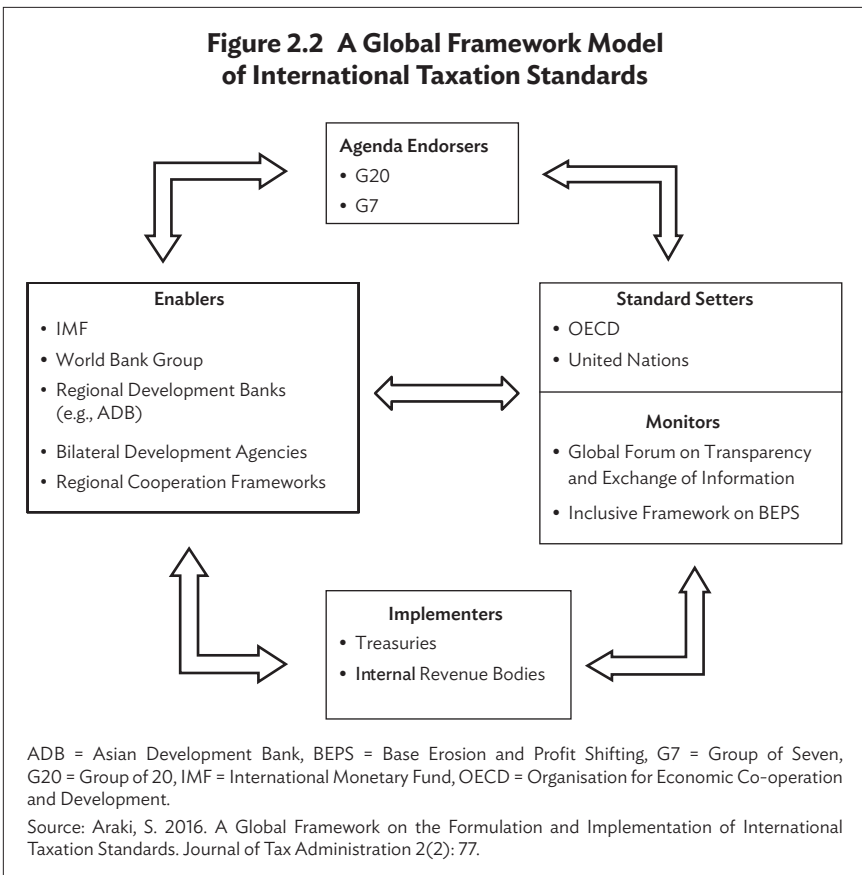 Figure 2.2 A Global Framework Model
of International Taxation Standards
Agenda Endorsers
• G20
• G7
Enablers
• IMF
• World Bank Group
• Regional Development Banks
(e.g., ADB)
• Bilateral Development Agencies
• Regional Cooperation Frameworks
Standard Setters
• OECD
• United Nations
Monitors
• Global Forum on Transparency
and Exchange of Information
• Inclusive Framework on BEPS
Implementers
• Treasuries
• Internal Revenue Bodies
ADB = Asian Development Bank, BEPS = Base Erosion and Profit Shifting, G7 = Group of Seven,
G20 = Group of 20, IMF = International Monetary Fund, OECD = Organisation for Economic Co-operation
and Development.
Source: Araki, S. 2016. A Global Framework on the Formulation and Implementation of International
Taxation Standards. Journal of Tax Administration 2(2): 77.